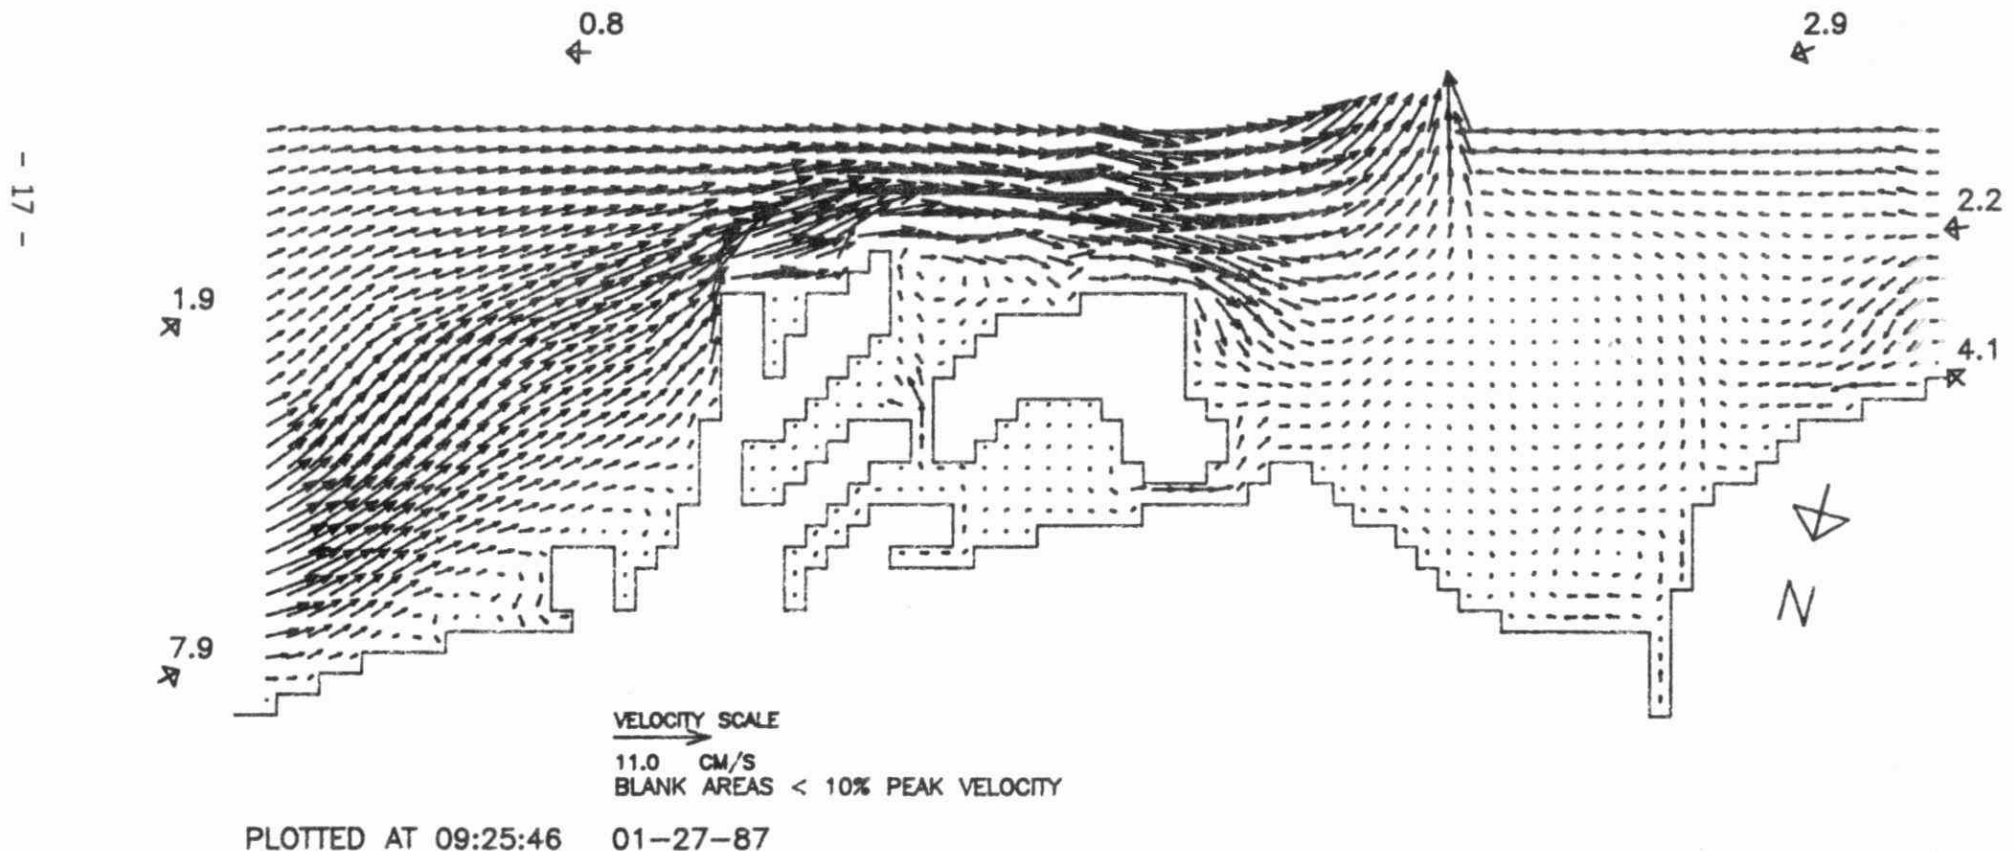 - 17 -
0.8
2.9
2.2
1.9
4.1
N
7.9
VELOCITY SCALE
11.0 CM/S
BLANK AREAS < 10% PEAK VELOCITY
PLOTTED AT 09:25:46 01-27-87